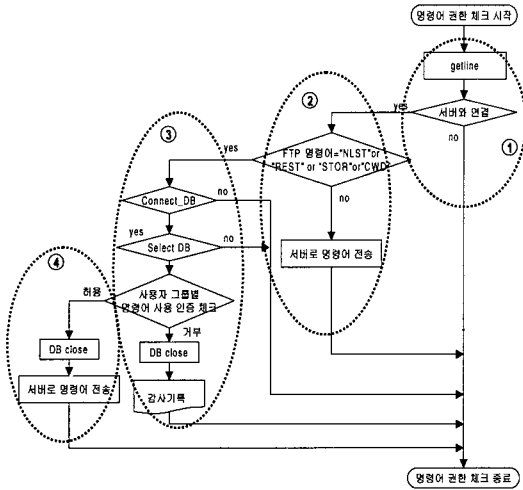 명령어 권한 체크 시작
getline
②
yes
서버와 연결
③
no
①
yes
FTP 명령어="NLST"or
"REST" or "STOR"or"CWD"
Connect_DB
no
no
yes
Select DB
no
서버로 명령어 전송
④
허용
사용자 그룹별
명령어 사용 인증 체크
거부
DB close
DB close
서버로 명령어 전송
감사기록
명령어 권한 체크 종료